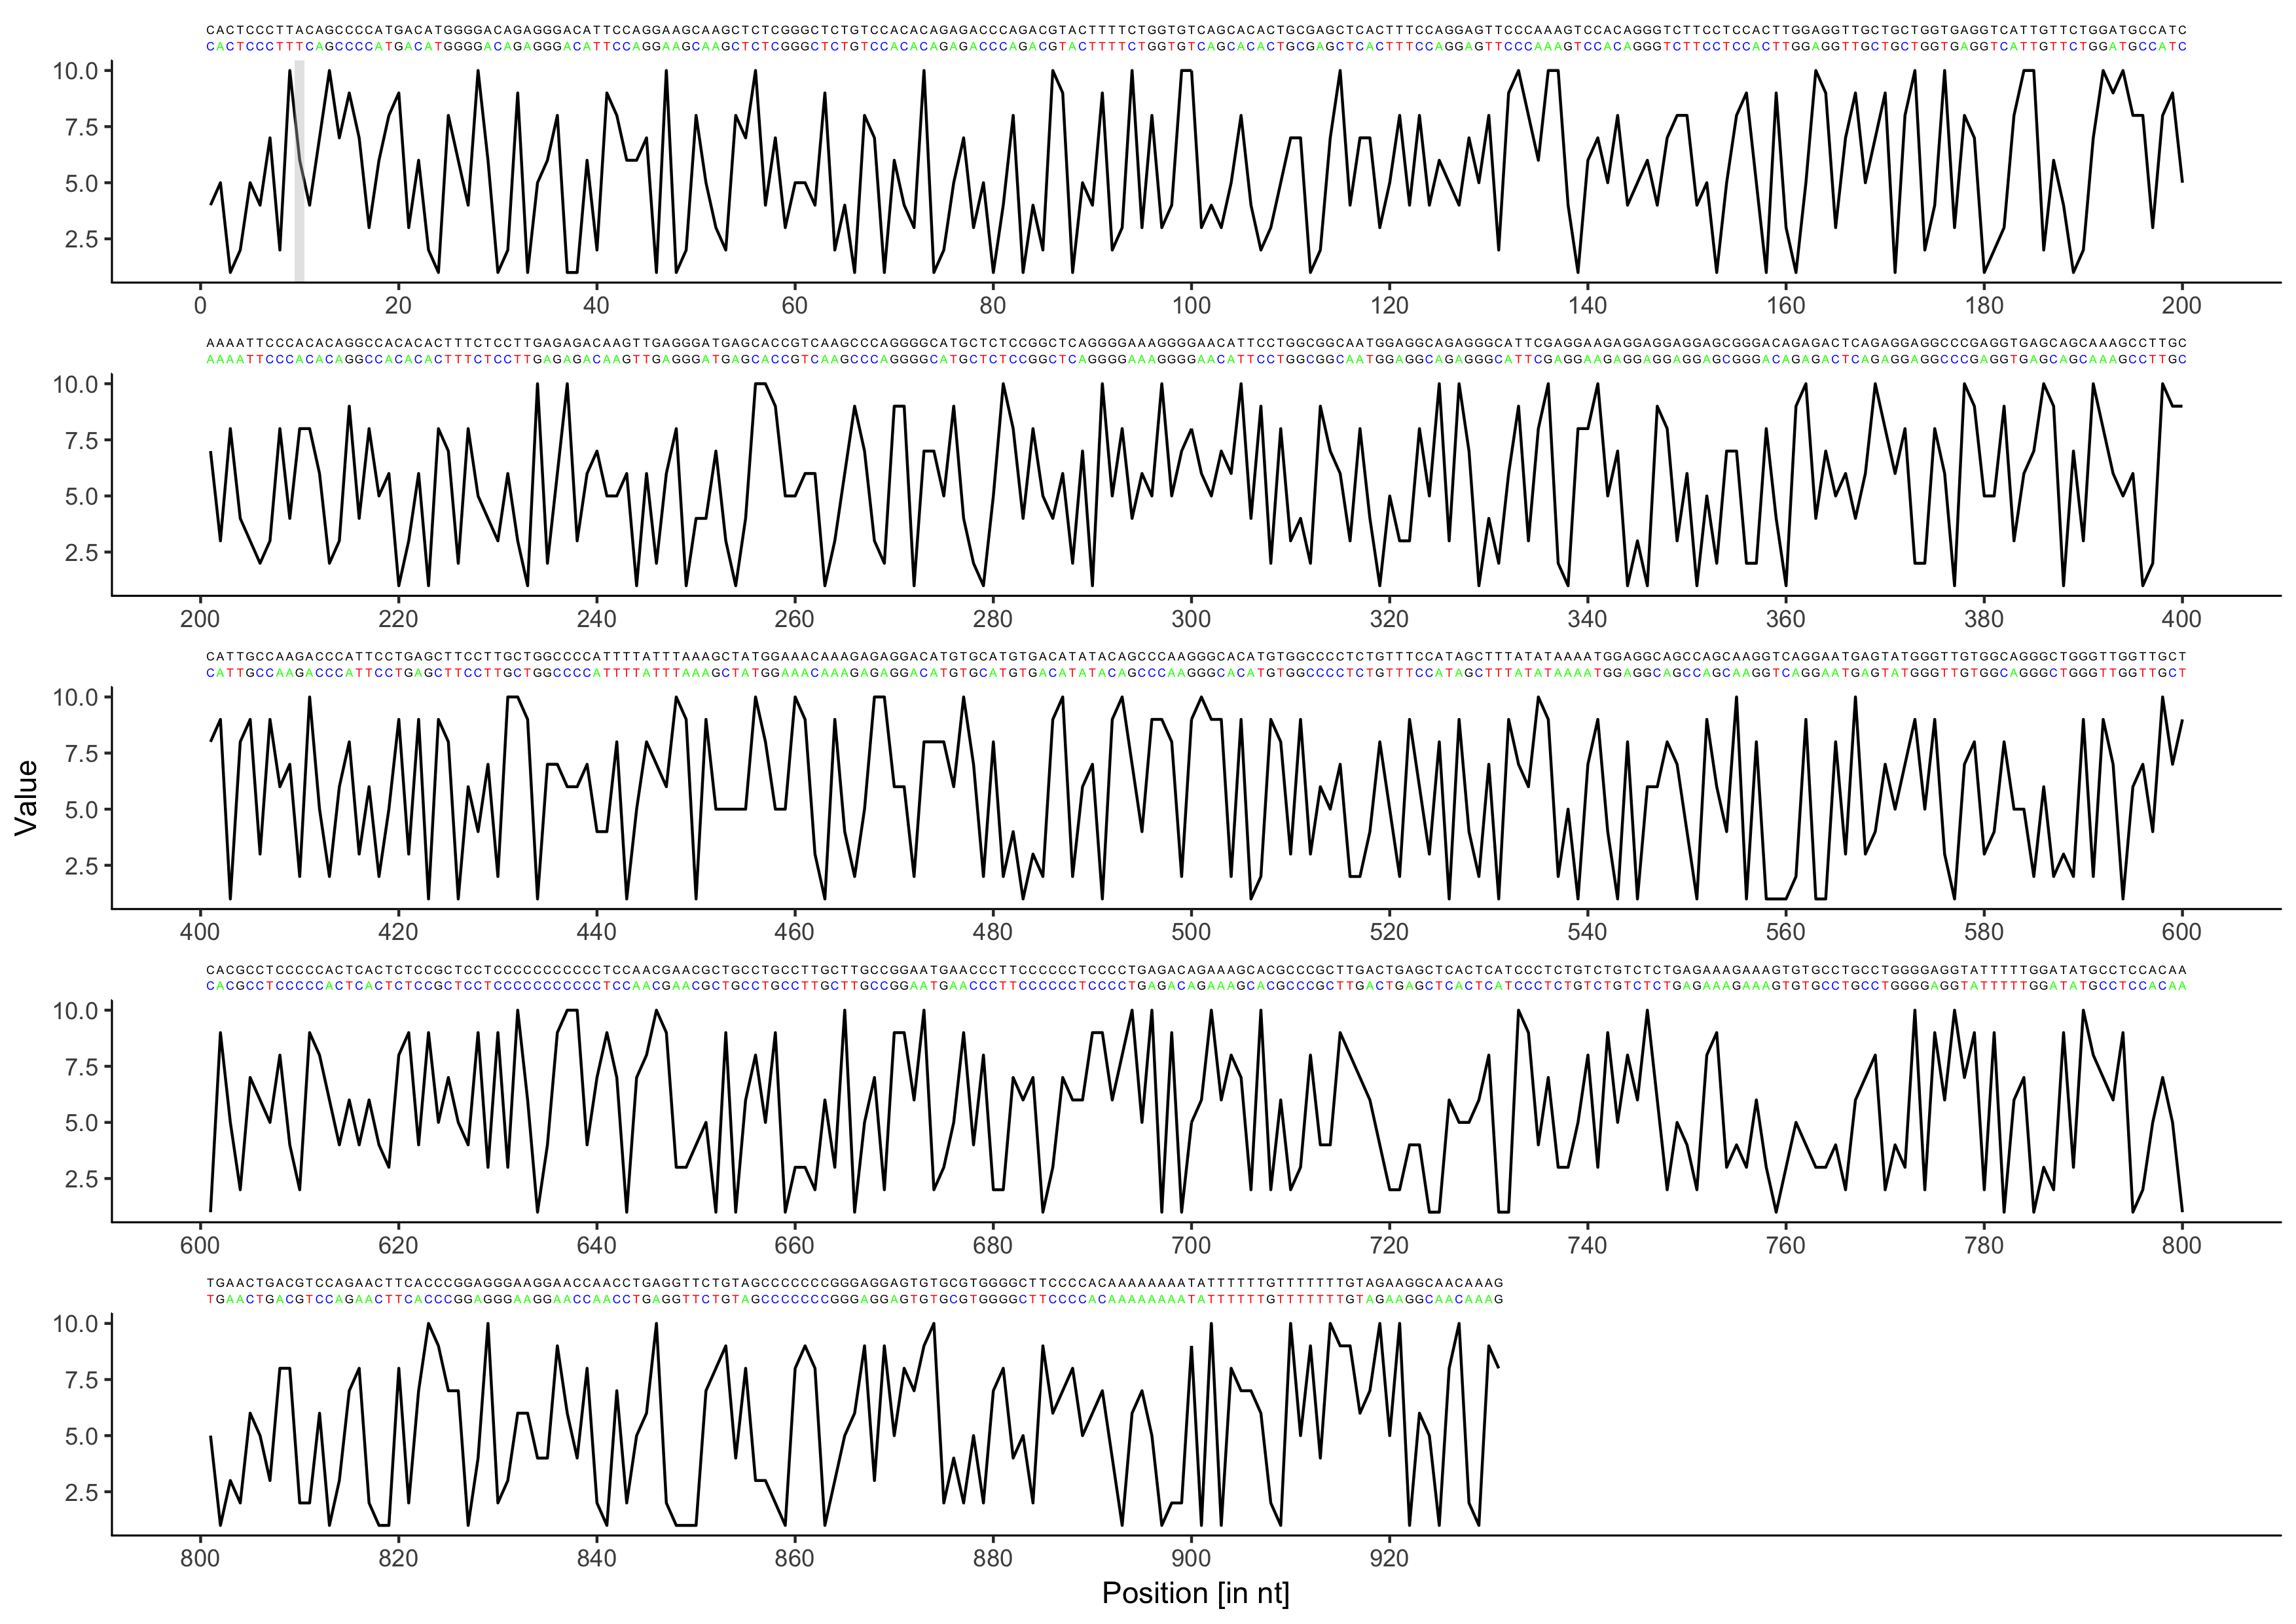 CACTCCCTTACAGCCCCATGACATGGGGACAGAGGGACATTCCAGGAAGCAAGCTCTCGGGCTCTGTCCACACAGAGACCCAGACGTACTTTTCTGGTGTCAGCACACTGCGAGCTCACTTTCCAGGAGTTCCCAAAGTCCACAGGGTCTTCCTCCACTTGGAGGTTGCTGCTGGTGAGGTCATTGTTCTGGATGCCATC
CACTCCCTTTCAGCCCCATGACATGGGGACAGAGGGACATTCCAGGAAGCAAGCTCTCGGGCTCTGTCCACACAGAGACCCAGACGTACTTTTCTGGTGTCAGCACACTGCGAGCTCACTTTCCAGGAGTTCCCAAAGTCCACAGGGTCTTCCTCCACTTGGAGGTTGCTGCTGGTGAGGTCATTGTTCTGGATGCCATC
10.0
7.5
5.0
2.5
0 20 40 60 80 100 120 140 160 180 200
AAAATTCCCACACAGGCCACACACTTTCTCCTTGAGAGACAAGTTGAGGGATGAGCACCGTCAAGCCCAGGGGCATGCTCTCCGGCTCAGGGGAAAGGGGAACATTCCTGGCGGCAATGGAGGCAGAGGGCATTCGAGGAAGAGGAGGAGGAGCGGGACAGAGACTCAGAGGAGGCCCGAGGTGAGCAGCAAAGCCTTGC
AAAATTCCCACACAGGCCACACACTTTCTCCTTGAGAGACAAGTTGAGGGATGAGCACCGTCAAGCCCAGGGGCATGCTCTCCGGCTCAGGGGAAAGGGGAACATTCCTGGCGGCAATGGAGGCAGAGGGCATTCGAGGAAGAGGAGGAGGAGCGGGACAGAGACTCAGAGGAGGCCCGAGGTGAGCAGCAAAGCCTTGC
10.0
7.5
5.0
2.5
200 220 240 260 280 300 320 340 360 380 400
CATTGCCAAGACCCATTCCTGAGCTTCCTTGCTGGCCCCATTTTATTTAAAGCTATGGAAACAAAGAGAGGACATGTGCATGTGACATATACAGCCCAAGGGCACATGTGGCCCCTCTGTTTCCATAGCTTTATATAAAATGGAGGCAGCCAGCAAGGTCAGGAATGAGTATGGGTTGTGGCAGGGCTGGGTTGGTTGCT
CATTGCCAAGACCCATTCCTGAGCTTCCTTGCTGGCCCCATTTTATTTAAAGCTATGGAAACAAAGAGAGGACATGTGCATGTGACATATACAGCCCAAGGGCACATGTGGCCCCTCTGTTTCCATAGCTTTATATAAAATGGAGGCAGCCAGCAAGGTCAGGAATGAGTATGGGTTGTGGCAGGGCTGGGTTGGTTGCT
10.0
7.5
5.0
2.5
400 420 440 460 480 500 520 540 560 580 600
Value
CACGCCTCCCCCACTCACTCTCCGCTCCTCCCCCCCCCCCTCCAACGAACGCTGCCTGCCTTGCTTGCCGGAATGAACCCTTCCCCCCTCCCCTGAGACAGAAAGCACGCCCGCTTGACTGAGCTCACTCATCCCTCTGTCTGTCTCTGAGAAAGAAAGTGTGCCTGCCTGGGGAGGTATTTTTGGATATGCCTCCACAA
CACGCCTCCCCCACTCACTCTCCGCTCCTCCCCCCCCCCCTCCAACGAACGCTGCCTGCCTTGCTTGCCGGAATGAACCCTTCCCCCCTCCCCTGAGACAGAAAGCACGCCCGCTTGACTGAGCTCACTCATCCCTCTGTCTGTCTCTGAGAAAGAAAGTGTGCCTGCCTGGGGAGGTATTTTTGGATATGCCTCCACAA
10.0
7.5
5.0
2.5
600 620 640 660 680 700 720 740 760 780 800
TGAACTGACGTCCAGAACTTCACCCGGAGGGAAGGAACCAACCTGAGGTTCTGTAGCCCCCCCGGGAGGAGTGTGCGTGGGGCTTCCCCACAAAAAAAATATTTTTTGTTTTTTTGTAGAAGGCAACAAAG
TGAACTGACGTCCAGAACTTCACCCGGAGGGAAGGAACCAACCTGAGGTTCTGTAGCCCCCCCGGGAGGAGTGTGCGTGGGGCTTCCCCACAAAAAAAATATTTTTTGTTTTTTTGTAGAAGGCAACAAAG
10.0
7.5
5.0
2.5
800 820 840 860 880 900 920
Position [in nt]